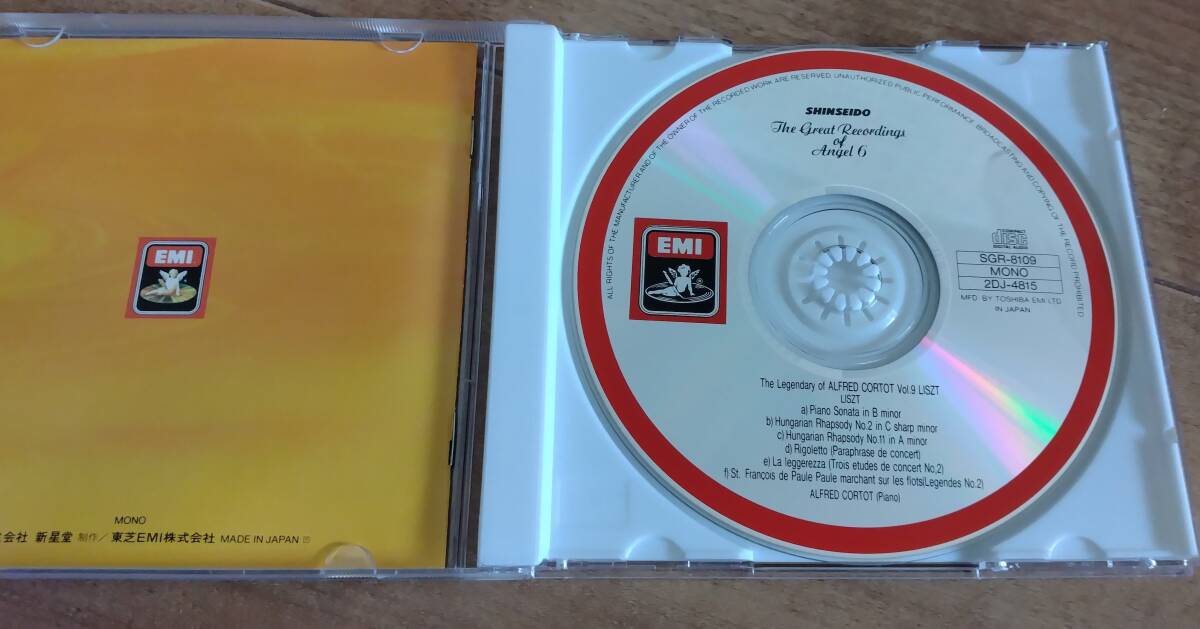 EMI
MONO
会社 新星堂 制作/東芝EMI株式会社 MADE IN JAPAN
ALL RIGHTS OF THE MANUFACTURER AND OF THE OWNER OF THE RECORDED WORK ARE RESERVED. UNAUTHORIZED PUBLIC PERFORMANCE, BROADCASTING AND COPYING OF THE RECORD PROHIBITED
SHINSEIDO
The Great Recordings
of
Angel 6
EMI
COMPACT
disc
DIGITAL AUDIO
SGR-8109
MONO
2DJ-4815
MFD BY TOSHIBA EMI LTD
IN JAPAN
The Legendary of ALFRED CORTOT Vol.9 LISZT
LISZT
a) Piano Sonata in B minor
b) Hungarian Rhapsody No.2 in C sharp minor
c) Hungarian Rhapsody No.11 in A minor
d) Rigoletto (Paraphrase de concert)
e) La leggerezza (Trois etudes de concert No,2)
f) St. François de Paule Paule marchant sur les flots(Legendes No.2)
ALFRED CORTOT (Piano)